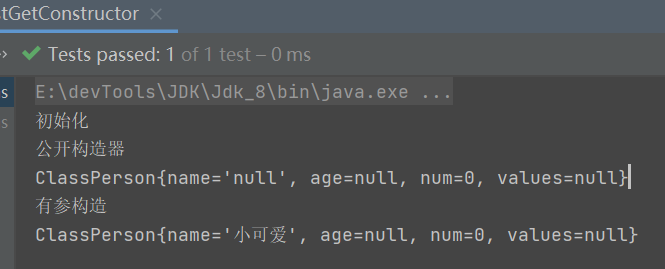 stGetConstructor
Tests passed: 1 of 1 test – 0 ms
E:\devTools\JDK\Jdk_8\bin\java.exe ...
初始化
公开构造器
ClassPerson{name='null', age=null, num=0, values=null}
有参构造
ClassPerson{name='小可爱', age=null, num=0, values=null}